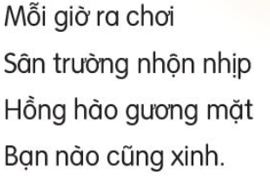 Mỗi giờ ra chơi
Sân trường nhộn nhịp
Hồng hào gương mặt
Bạn nào cũng xinh.